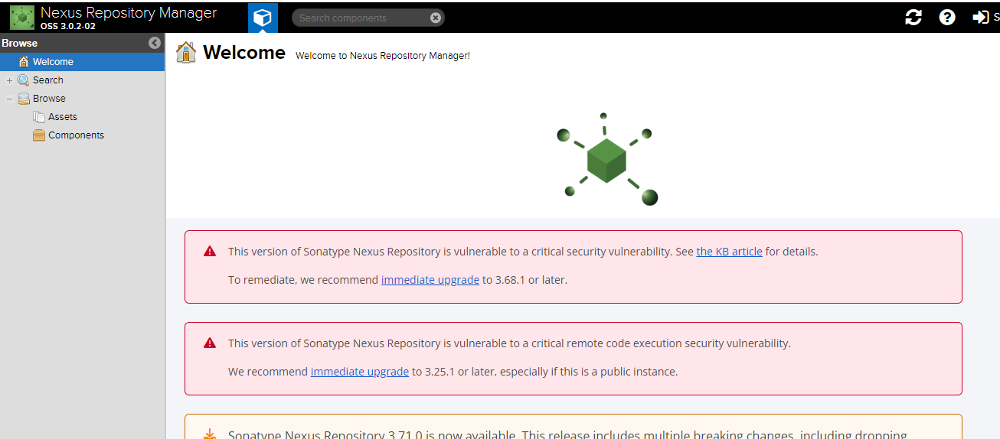 Nexus Repository Manager
OSS 3.0.2-02
Search components
S
Browse
Welcome
Search
Browse
Assets
Components
Welcome Welcome to Nexus Repository Manager!
This version of Sonatype Nexus Repository is vulnerable to a critical security vulnerability. See the KB article for details.
To remediate, we recommend immediate upgrade to 3.68.1 or later.
This version of Sonatype Nexus Repository is vulnerable to a critical remote code execution security vulnerability.
We recommend immediate upgrade to 3.25.1 or later, especially if this is a public instance.
Sonatype Nexus Repository 3.71.0 is now available. This release includes multiple breaking changes, including dropping